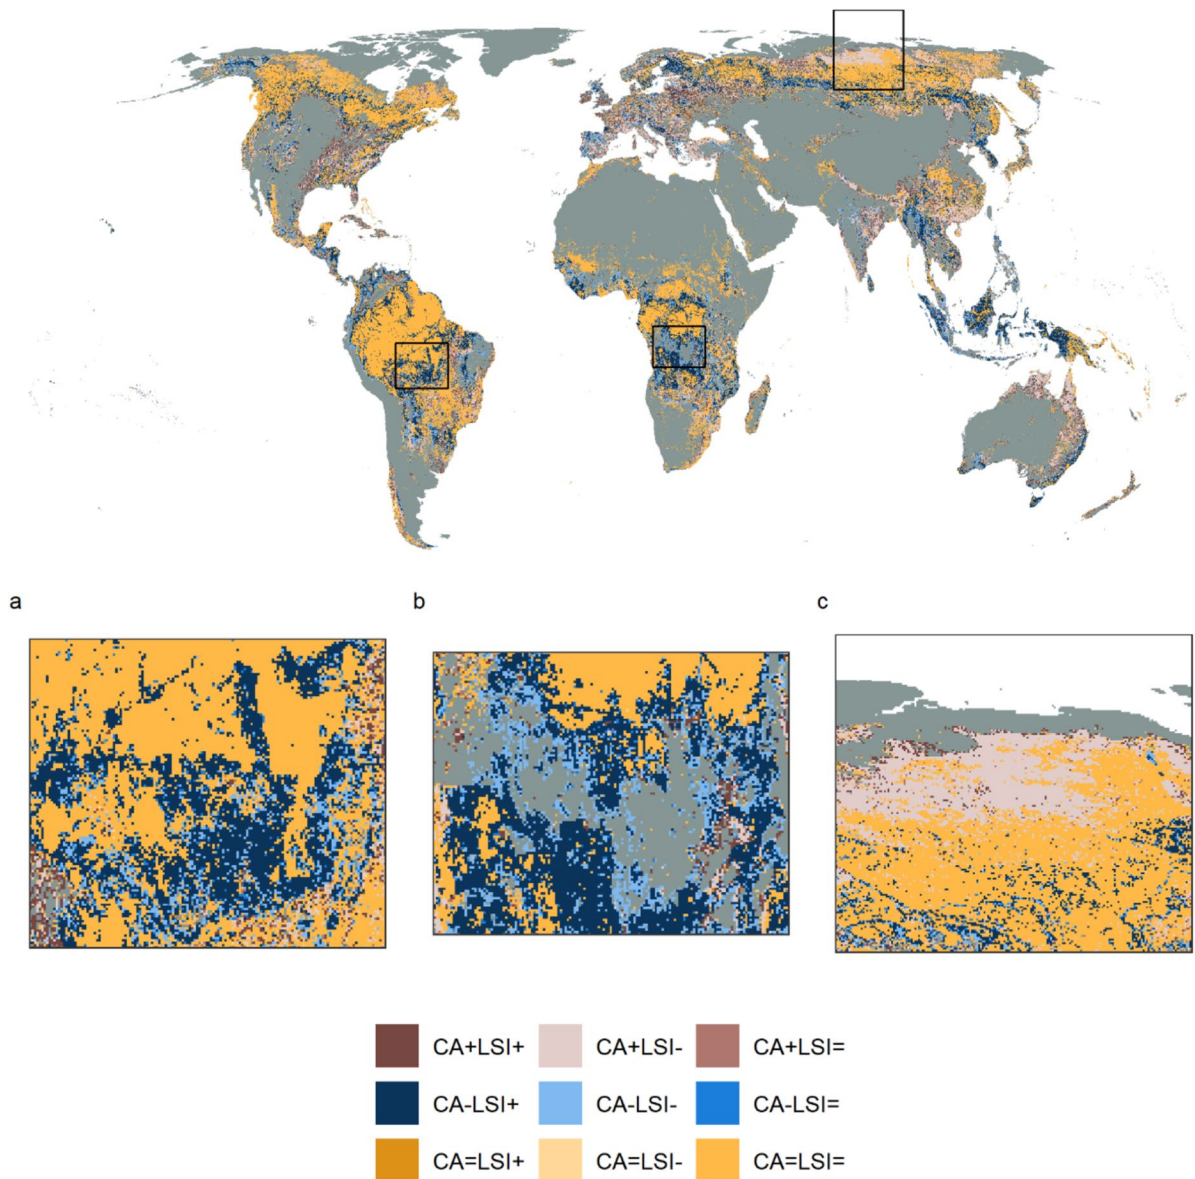 a
b
c
CA+LSI+ CA+LSI- CA+LSI=
CA-LSI+ CA-LSI- CA-LSI=
CA=LSI+ CA=LSI- CA=LSI=